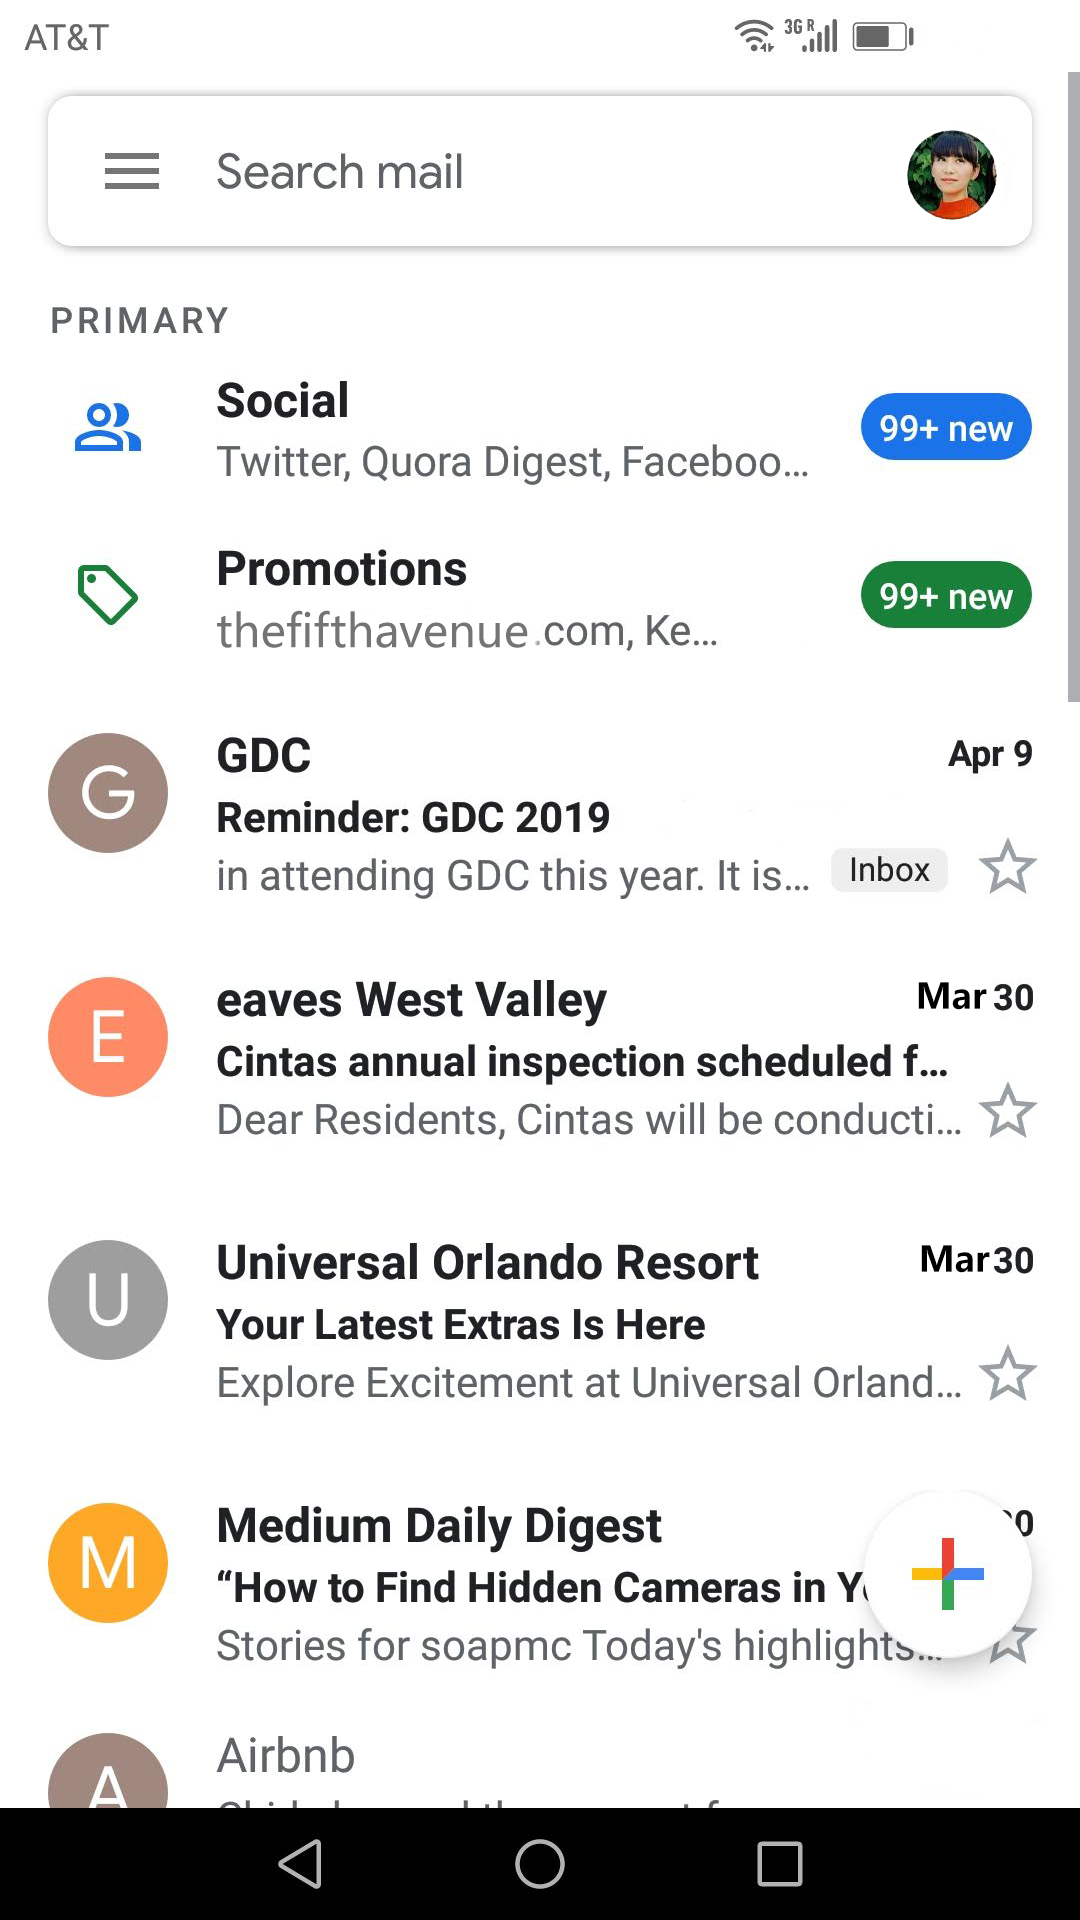 AT&T 3G R
Search mail
PRIMARY
Social
99+ new
Twitter, Quora Digest, Faceboo...
Promotions
99+ new
thefifthavenue.com, Ke...
G
GDC
Apr 9
Reminder: GDC 2019
in attending GDC this year. It is...
Inbox
E
eaves West Valley
Mar 30
Cintas annual inspection scheduled f...
Dear Residents, Cintas will be conducti...
U
Universal Orlando Resort
Mar 30
Your Latest Extras Is Here
Explore Excitement at Universal Orland...
M
Medium Daily Digest
“How to Find Hidden Cameras in
Stories for soapmc Today's highlights...
A
Airbnb